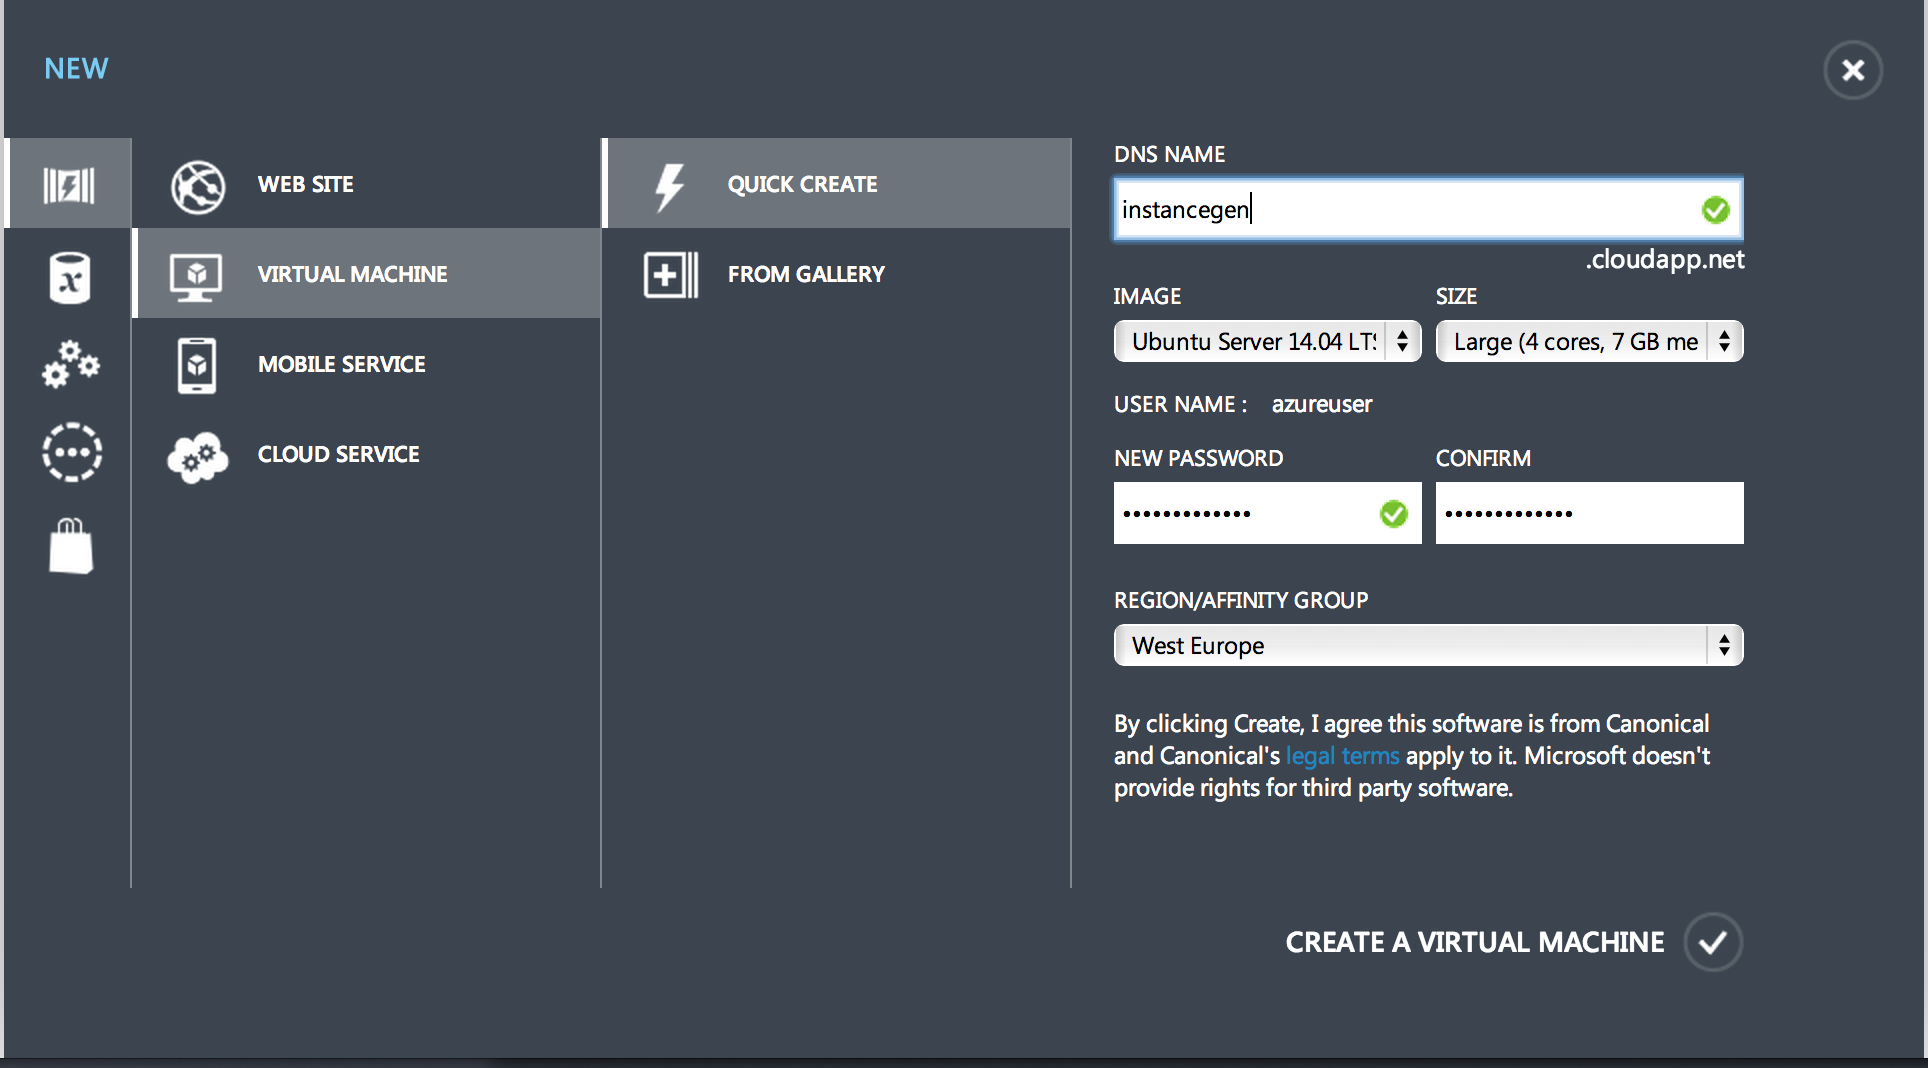 NEW
WEB SITE
VIRTUAL MACHINE
MOBILE SERVICE
CLOUD SERVICE
QUICK CREATE
FROM GALLERY
DNS NAME
instancegen
.cloudapp.net
IMAGE SIZE
Ubuntu Server 14.04 LTS Large (4 cores, 7 GB me
USER NAME : azureuser
NEW PASSWORD CONFIRM
••••••••••••• •••••••••••••
REGION/AFFINITY GROUP
West Europe
By clicking Create, I agree this software is from Canonical
and Canonical's legal terms apply to it. Microsoft doesn't
provide rights for third party software.
CREATE A VIRTUAL MACHINE